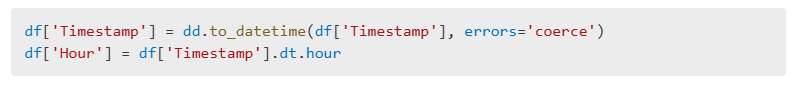 df['Timestamp'] = dd.to_datetime(df['Timestamp'], errors='coerce')
df['Hour'] = df['Timestamp'].dt.hour